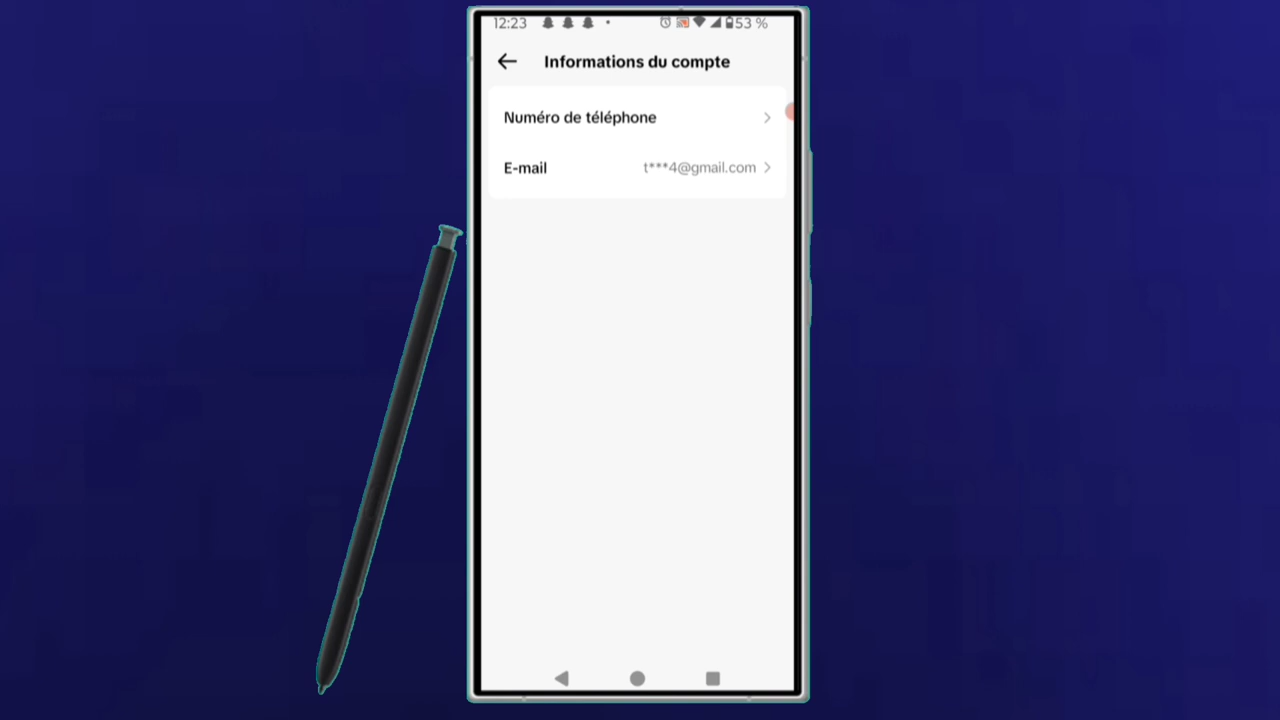 12:23 53 %
Informations du compte
Numéro de téléphone
E-mail t***4@gmail.com